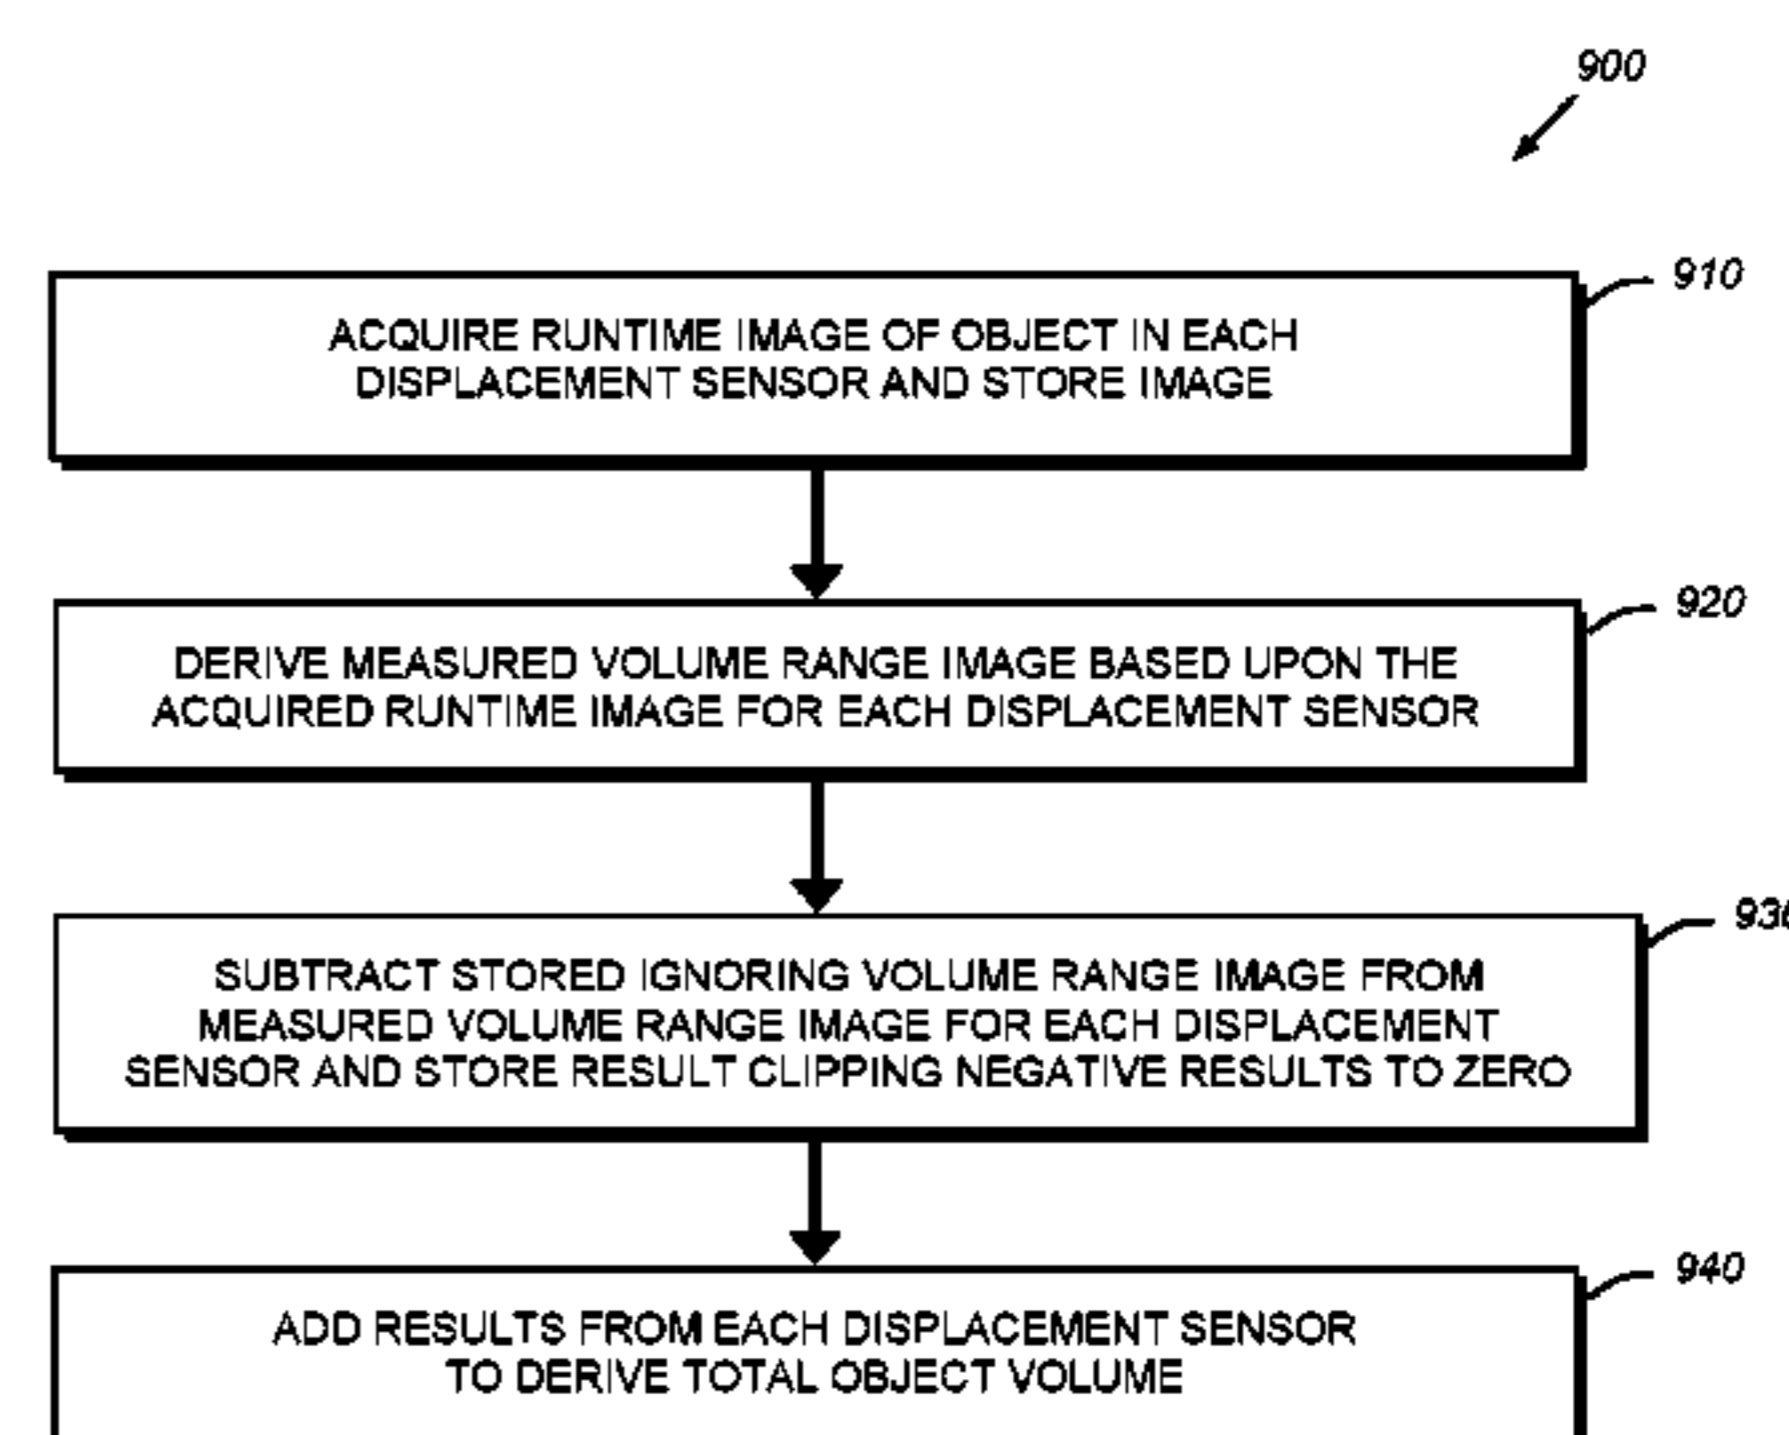 900
910
ACQUIRE RUNTIME IMAGE OF OBJECT IN EACH
DISPLACEMENT SENSOR AND STORE IMAGE
920
DERIVE MEASURED VOLUME RANGE IMAGE BASED UPON THE
ACQUIRED RUNTIME IMAGE FOR EACH DISPLACEMENT SENSOR
SUBTRACT STORED IGNORING VOLUME RANGE IMAGE FROM
MEASURED VOLUME RANGE IMAGE FOR EACH DISPLACEMENT
SENSOR AND STORE RESULT CLIPPING NEGATIVE RESULTS TO ZERO
940
ADD RESULTS FROM EACH DISPLACEMENT SENSOR
TO DERIVE TOTAL OBJECT VOLUME